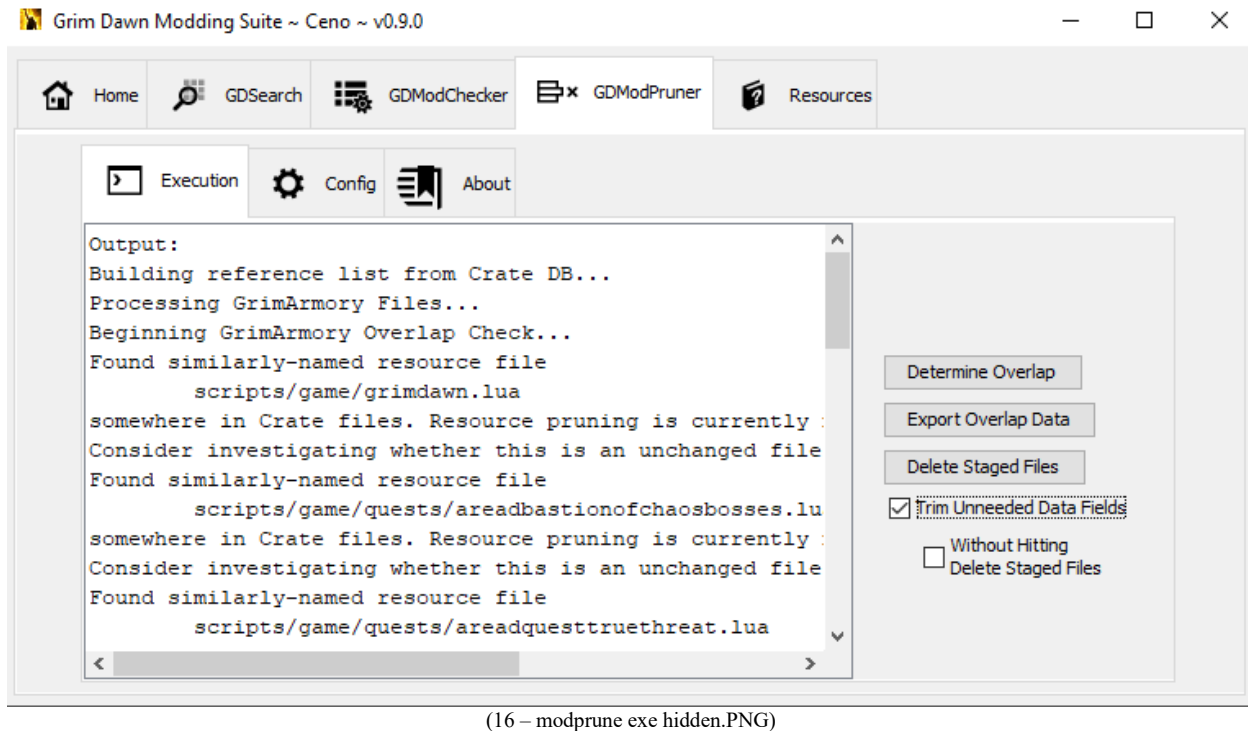 Grim Dawn Modding Suite ~ Ceno ~ v0.9.0
Home
GDSearch
GDModChecker
GDModPruner
Resources
Execution
Config
About
Output:
Building reference list from Crate DB...
Processing GrimArmory Files...
Beginning GrimArmory Overlap Check...
Found similarly-named resource file
scripts/game/grimdawn.lua
somewhere in Crate files. Resource pruning is currently
Consider investigating whether this is an unchanged file
Found similarly-named resource file
scripts/game/quests/areadbastionofchaosbosses.lu
somewhere in Crate files. Resource pruning is currently
Consider investigating whether this is an unchanged file
Found similarly-named resource file
scripts/game/quests/areadquesttruethreat.lua
Determine Overlap
Export Overlap Data
Delete Staged Files
Trim Unneeded Data Fields
Without Hitting
Delete Staged Files
(16 – modprune exe hidden.PNG)